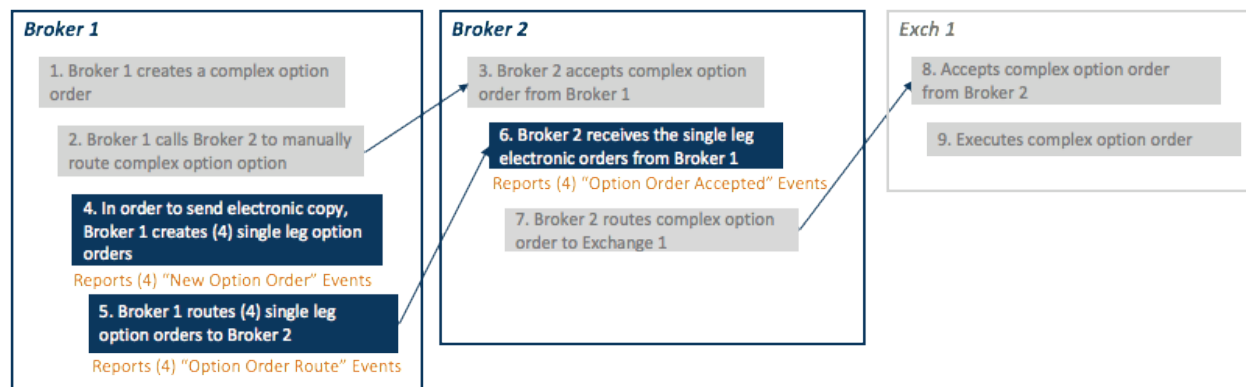 Broker 1
1. Broker 1 creates a complex option
order
2. Broker 1 calls Broker 2 to manually
route complex option option
4. In order to send electronic copy,
Broker 1 creates (4) single leg option
orders
Reports (4) "New Option Order" Events
5. Broker 1 routes (4) single leg
option orders to Broker 2
Reports (4) "Option Order Route" Events
Broker 2
3. Broker 2 accepts complex option
order from Broker 1
6. Broker 2 receives the single leg
electronic orders from Broker 1
Reports (4) "Option Order Accepted" Events
7. Broker 2 routes complex option
order to Exchange 1
Exch 1
8. Accepts complex option order
from Broker 2
9. Executes complex option order